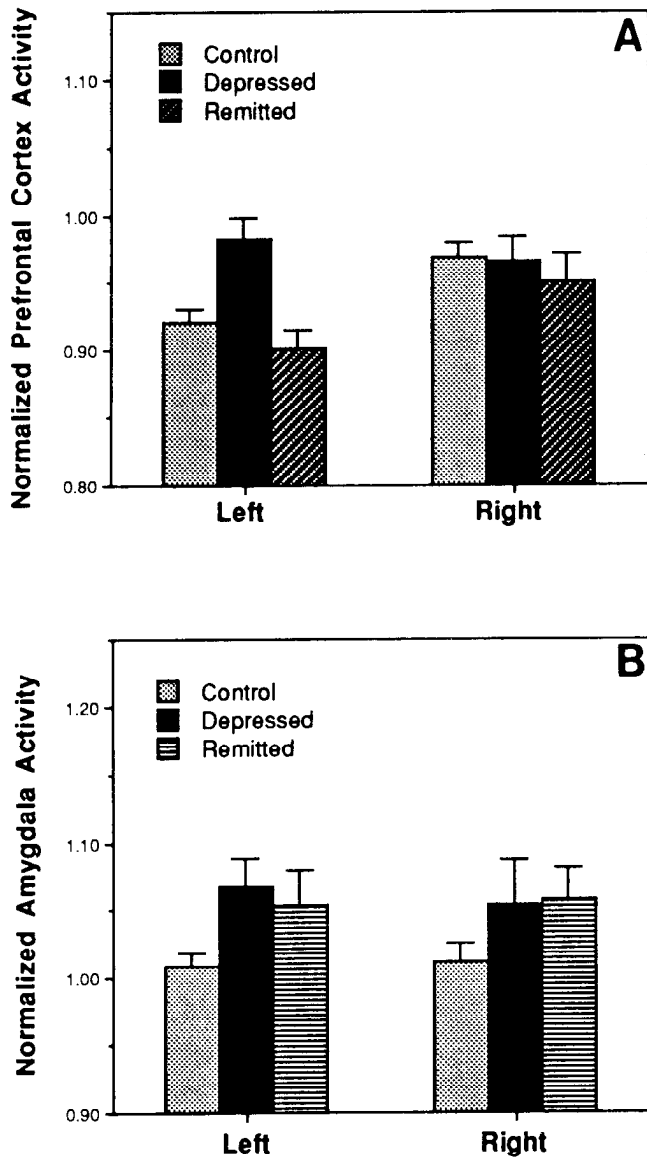 A
Normalized Prefrontal Cortex Activity
Control
Depressed
Remitted
1.10
1.00
0.90
0.80
Left Right
B
Normalized Amygdala Activity
Control
Depressed
Remitted
1.20
1.10
1.00
0.90
Left Right